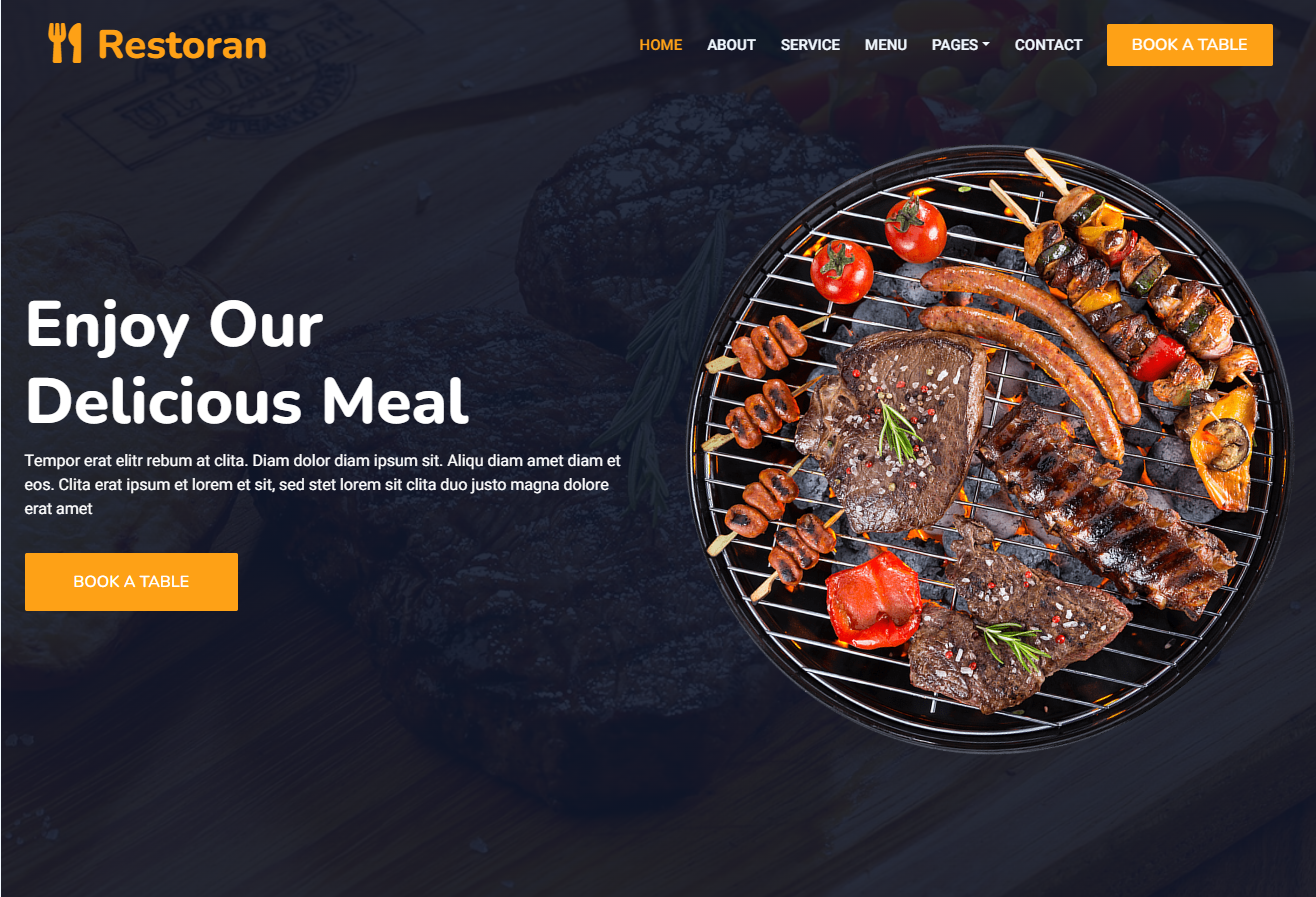 Restoran
HOME ABOUT SERVICE MENU PAGES CONTACT BOOK A TABLE
Enjoy Our
Delicious Meal
Tempor erat elitr rebum at clita. Diam dolor diam ipsum sit. Aliqu diam amet diam et
eos. Clita erat ipsum et lorem et sit, sed stet lorem sit clita duo justo magna dolore
erat amet
BOOK A TABLE